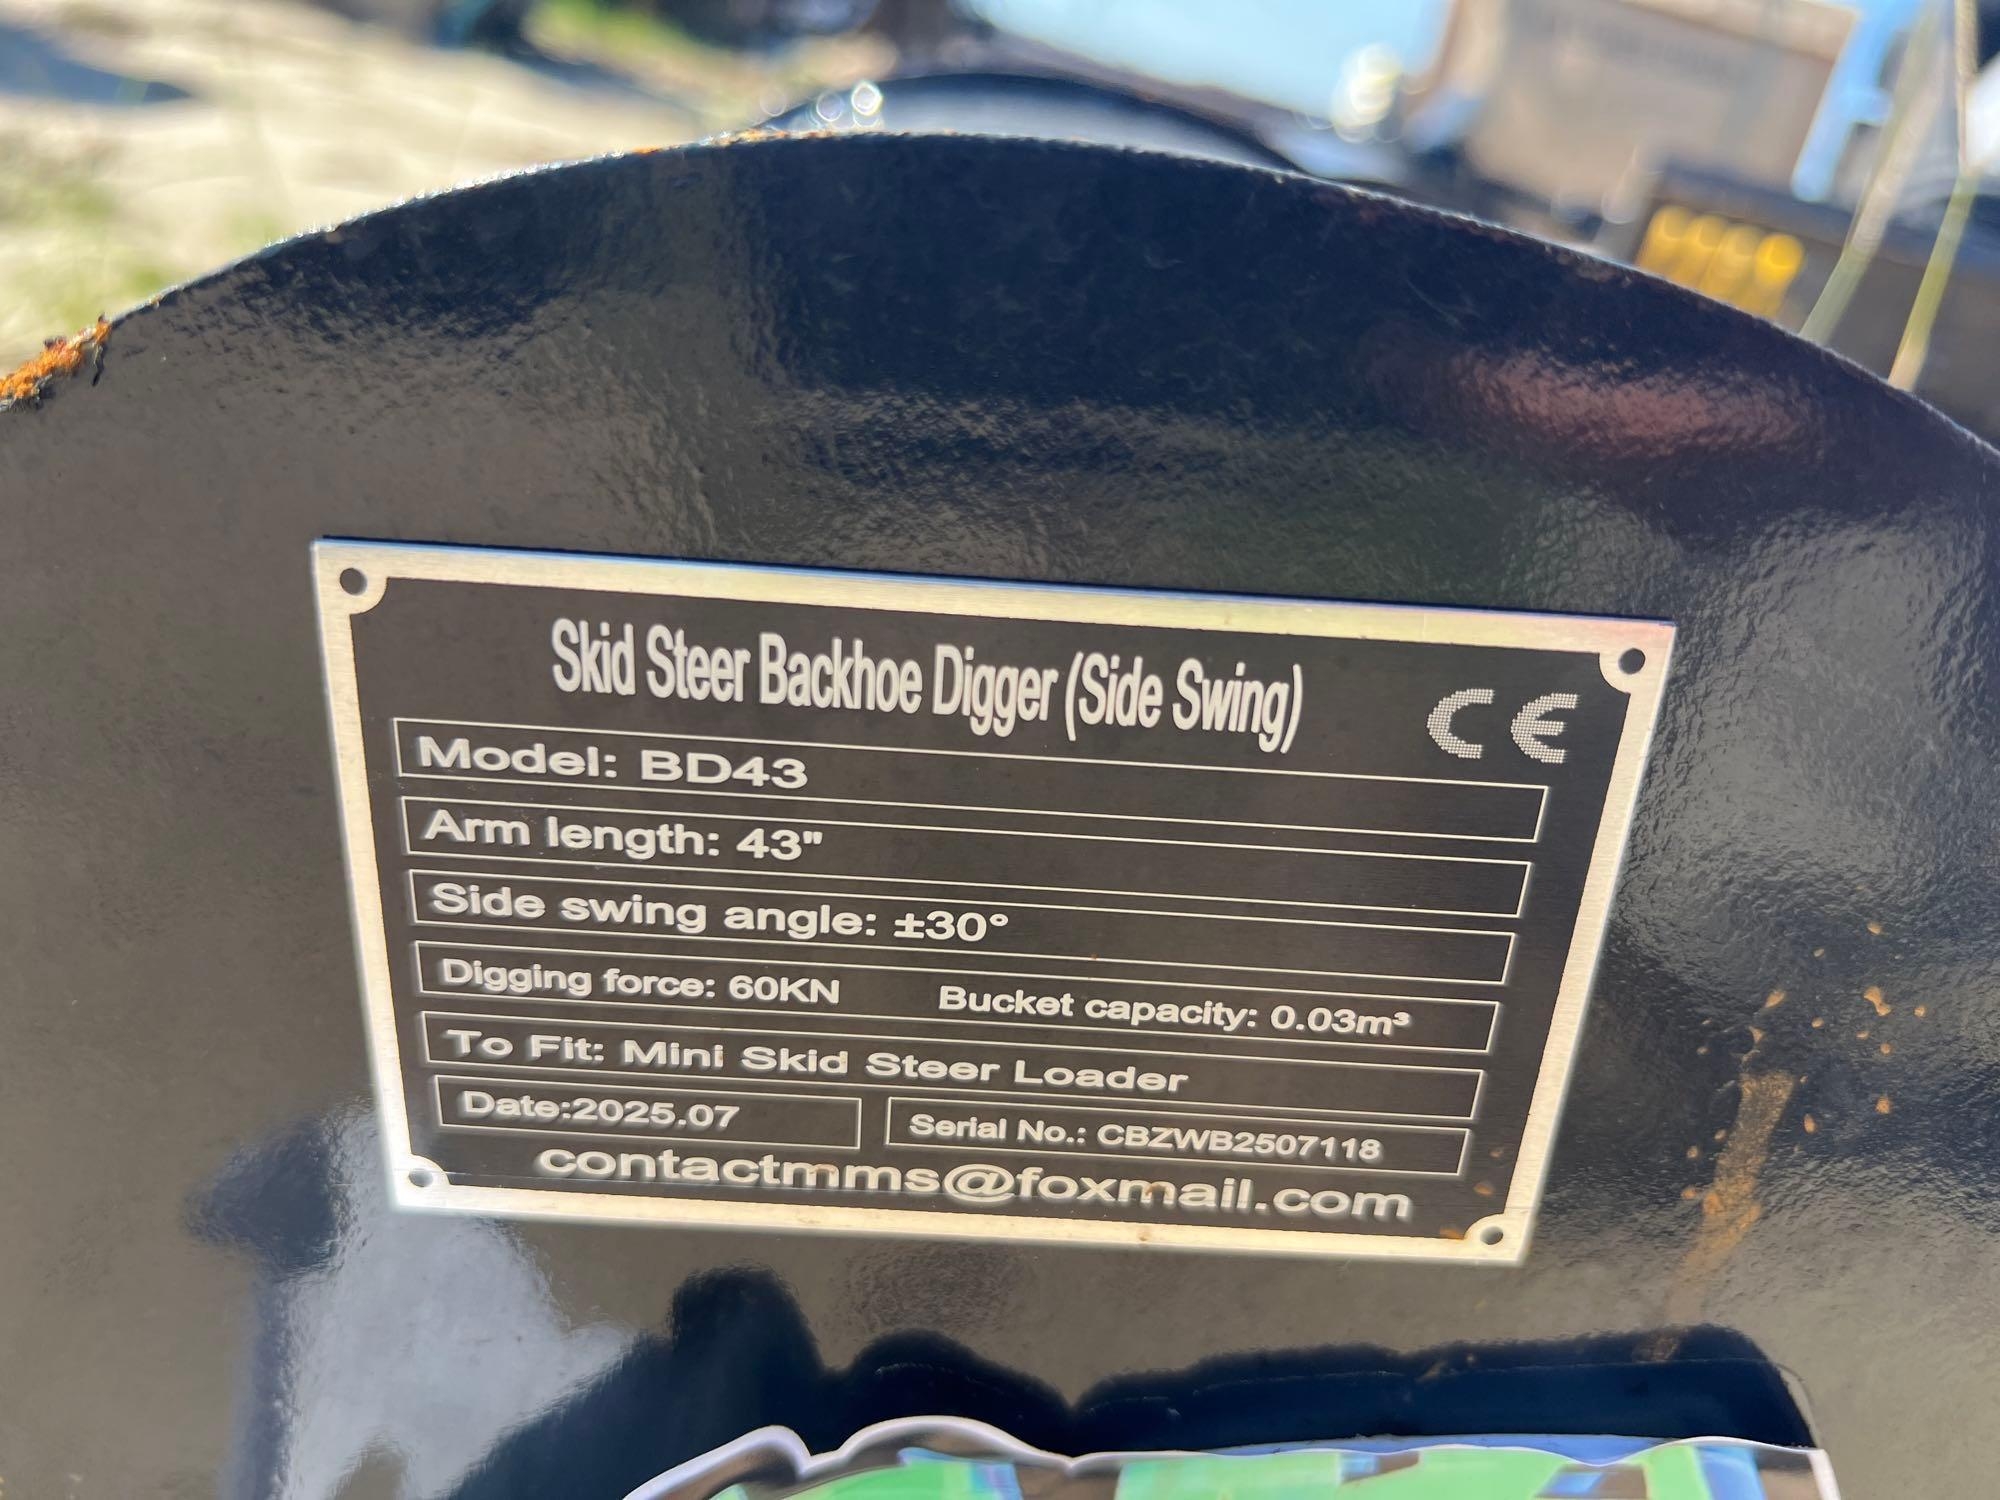 Skid Steer Backhoe Digger (Side Swing)
CE
Model: BD43
Arm length: 43"
Side swing angle: ±30°
Digging force: 60KN Bucket capacity: 0.03m³
To Fit: Mini Skid Steer Loader
Date:2025.07 Serial No.: CBZWB2507118
contactmms@foxmail.com